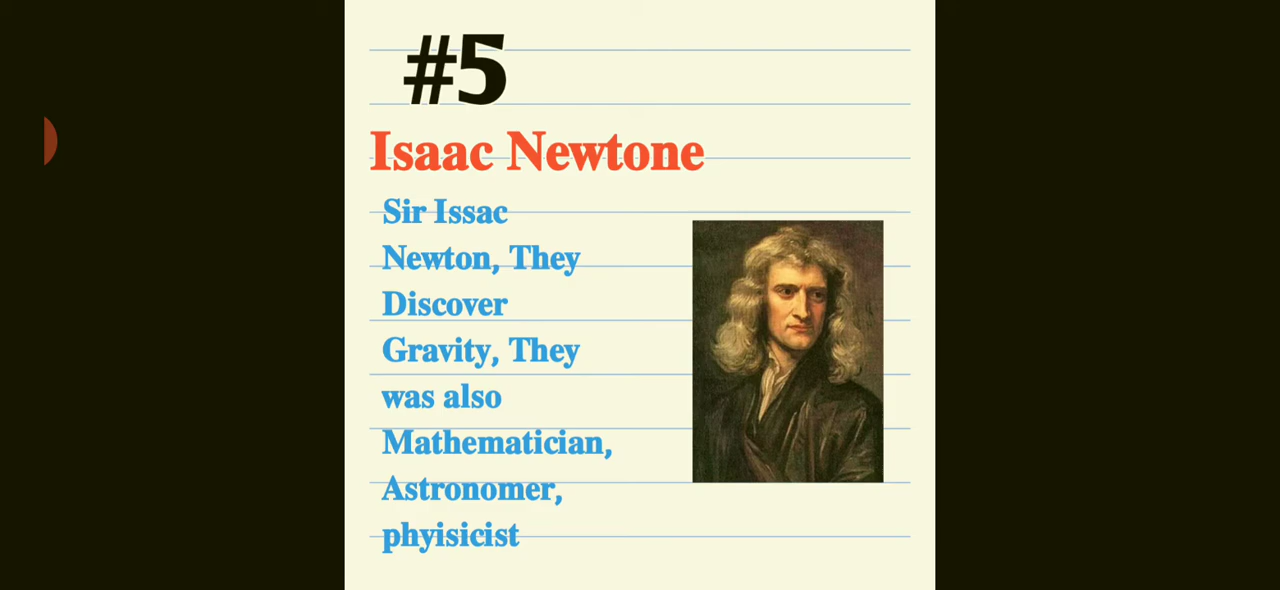 #5
Isaac Newtone
Sir Issac
Newton, They
Discover
Gravity, They
was also
Mathematician,
Astronomer,
phyisicist